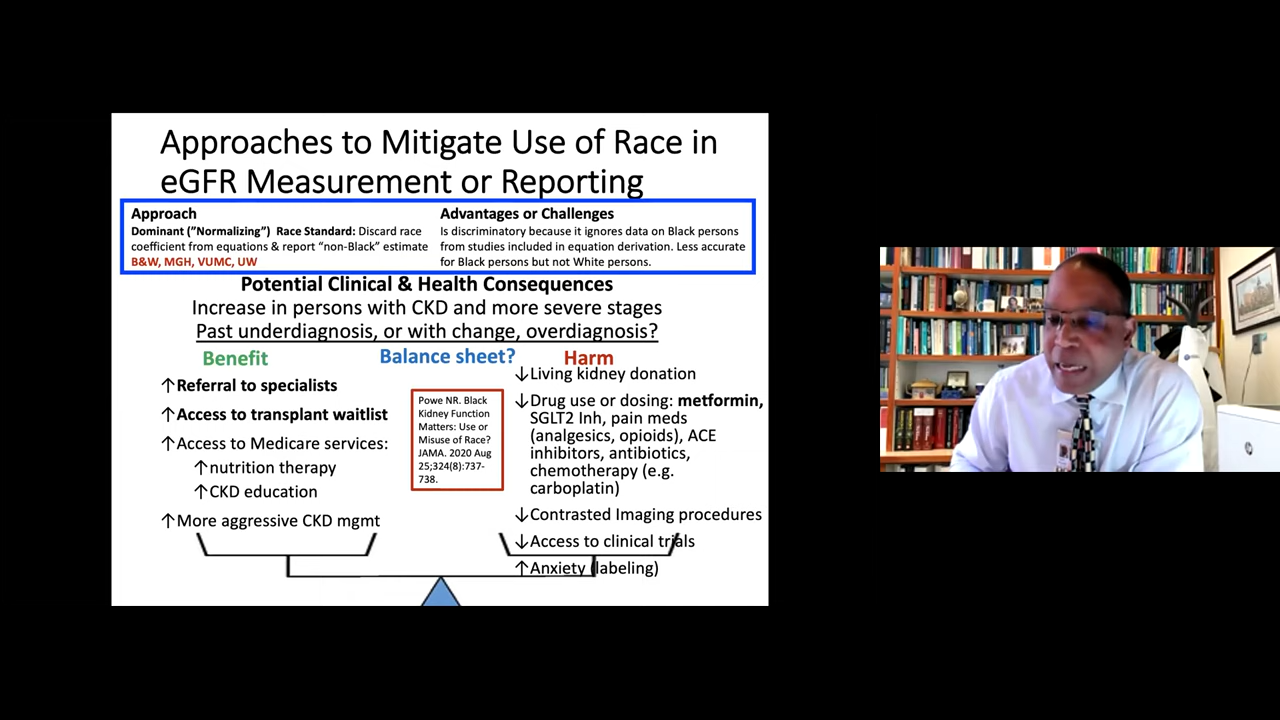 Approaches to Mitigate Use of Race in
eGFR Measurement or Reporting
Approach
Dominant (”Normalizing”) Race Standard: Discard race
coefficient from equations & report “non-Black” estimate
B&W, MGH, VUMC, UW
Advantages or Challenges
Is discriminatory because it ignores data on Black persons
from studies included in equation derivation. Less accurate
for Black persons but not White persons.
Potential Clinical & Health Consequences
Increase in persons with CKD and more severe stages
Past underdiagnosis, or with change, overdiagnosis?
Benefit
↑Referral to specialists
↑Access to transplant waitlist
↑Access to Medicare services:
↑nutrition therapy
↑CKD education
↑More aggressive CKD mgmt
Balance sheet?
Powe NR. Black
Kidney Function
Matters: Use or
Misuse of Race?
JAMA. 2020 Aug
25;324(8):737-
738.
Harm
↓Living kidney donation
↓Drug use or dosing: metformin,
SGLT2 Inh, pain meds
(analgesics, opioids), ACE
inhibitors, antibiotics,
chemotherapy (e.g.
carboplatin)
↓Contrasted Imaging procedures
↓Access to clinical trials
↑Anxiety (labeling)
hp